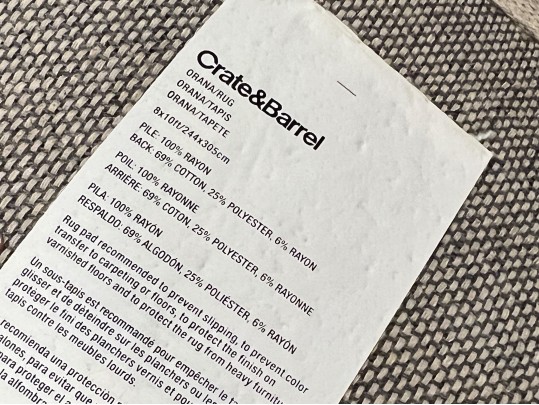 Crate&Barrel
ORANA/RUG
ORANA/TAPIS
ORANA/TAPETE
8x10ft/244x305cm
PILE: 100% RAYON
BACK: 69% COTTON, 25% POLYESTER, 6% RAYON
POIL: 100% RAYONNE
ARRIÈRE: 69% COTON, 25% POLYESTER, 6% RAYONNE
PILA: 100% RAYÓN
RESPALDO: 69% ALGODÓN, 25% POLIESTER, 6% RAYÓN
Rug pad recommended to prevent slipping, to prevent color
transfer to carpeting or floors, to protect the finish on
varnished floors and to protect the rug from heavy
Un sous-tapis est recommandé pour empêcher le
glisser et de déteindre sur les planchers ou les
protéger le fini des planchers vernis et
tapis contre les meubles lourds.
recomienda una protección
para evitar que
para proteger el